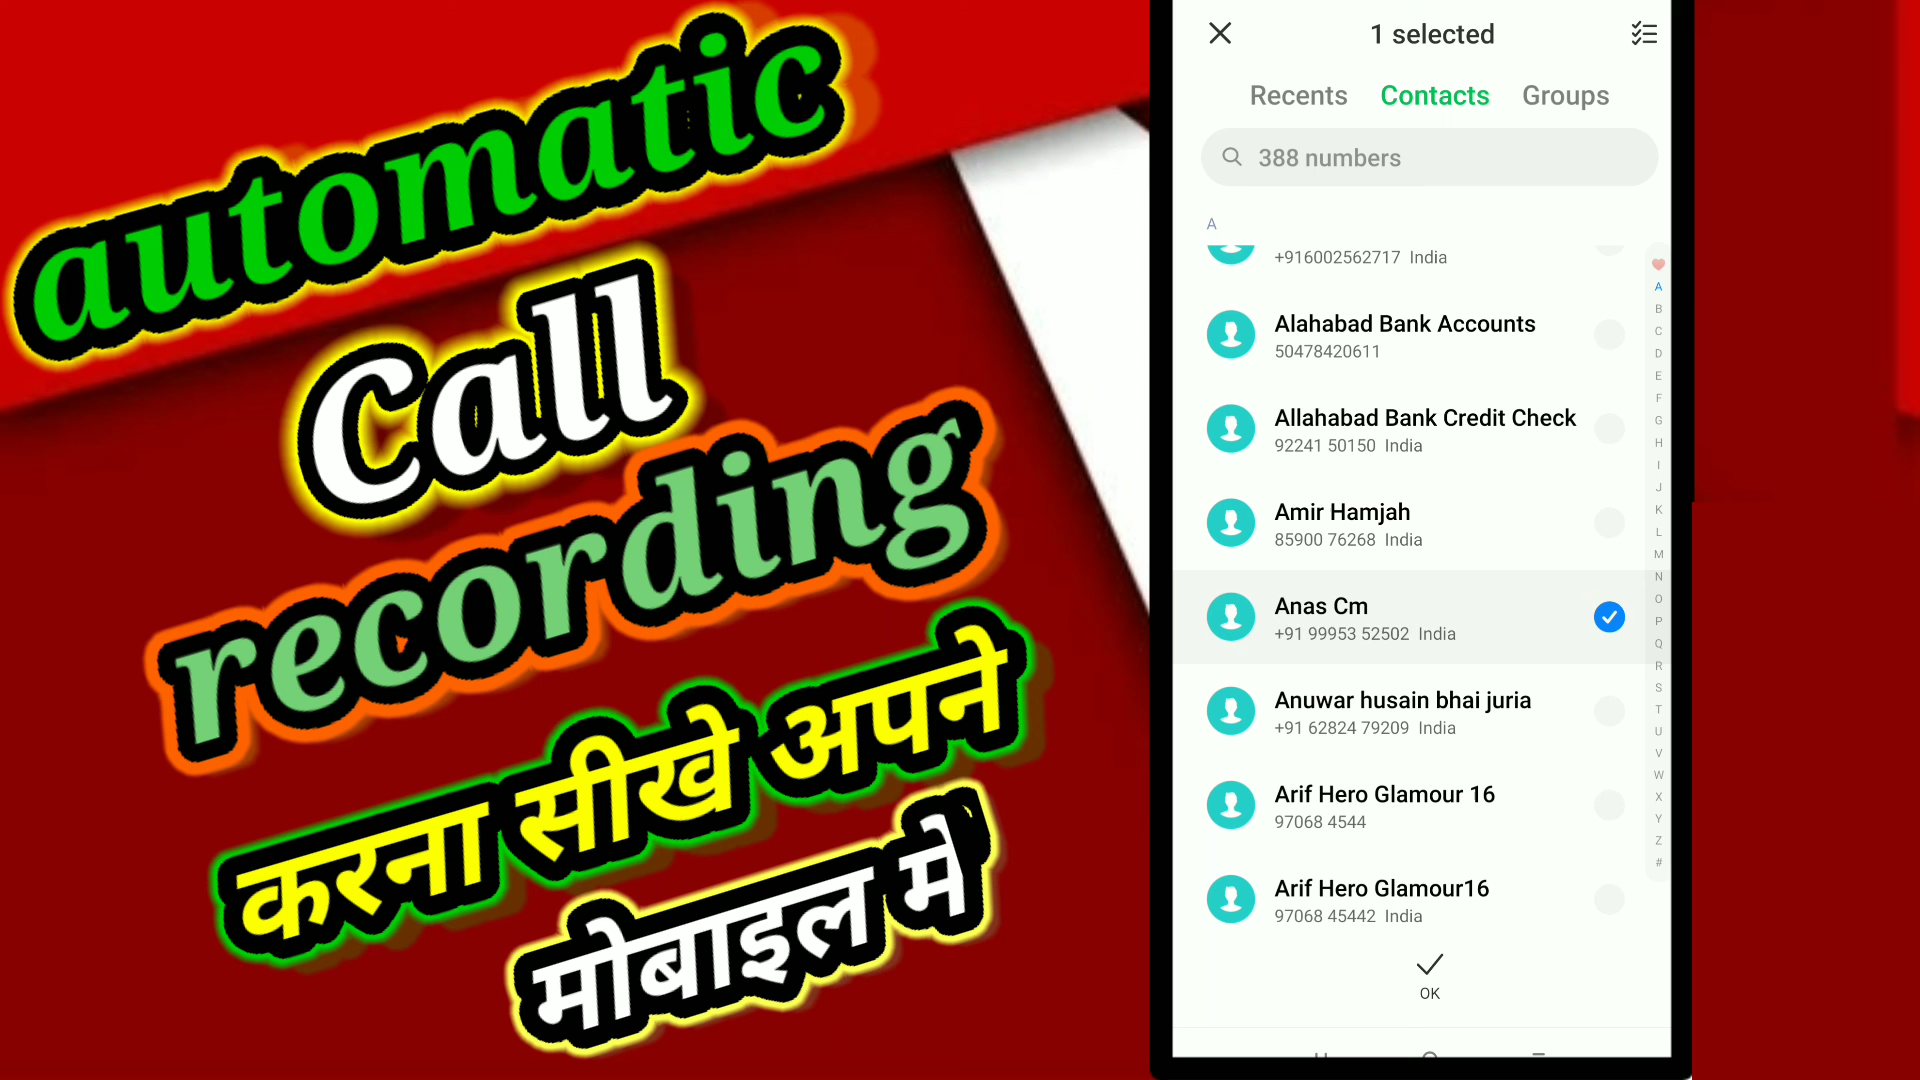 automatic
Call
recording
करना सीखे अपने
मोबाइल मे
1 selected
Recents Contacts Groups
388 numbers
A
+916002562717 India
Alahabad Bank Accounts
50478420611
Allahabad Bank Credit Check
92241 50150 India
Amir Hamjah
85900 76268 India
Anas Cm
+91 99953 52502 India
Anuwar husain bhai juria
+91 62824 79209 India
Arif Hero Glamour 16
97068 4544
Arif Hero Glamour16
97068 45442 India
OK
A
B
C
D
E
F
G
H
I
J
K
L
M
N
O
P
Q
R
S
T
U
V
W
X
Y
Z
#